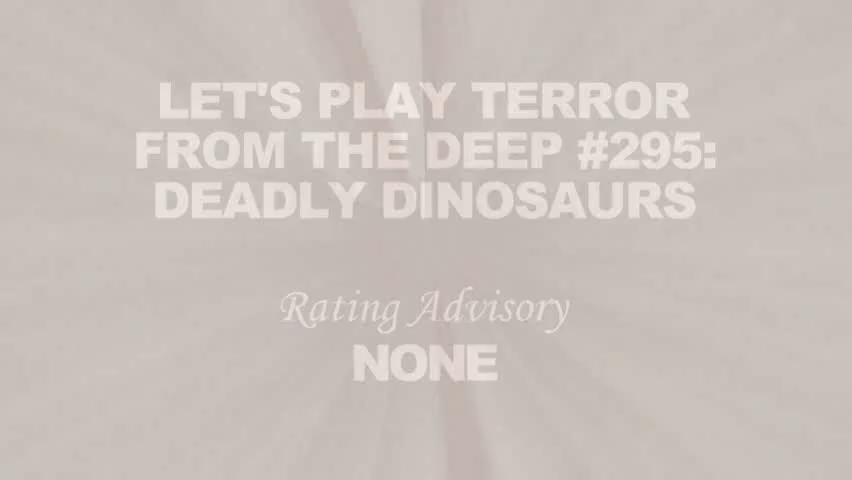 LET'S PLAY TERROR
FROM THE DEEP #295:
DEADLY DINOSAURS
Rating Advisory
NONE